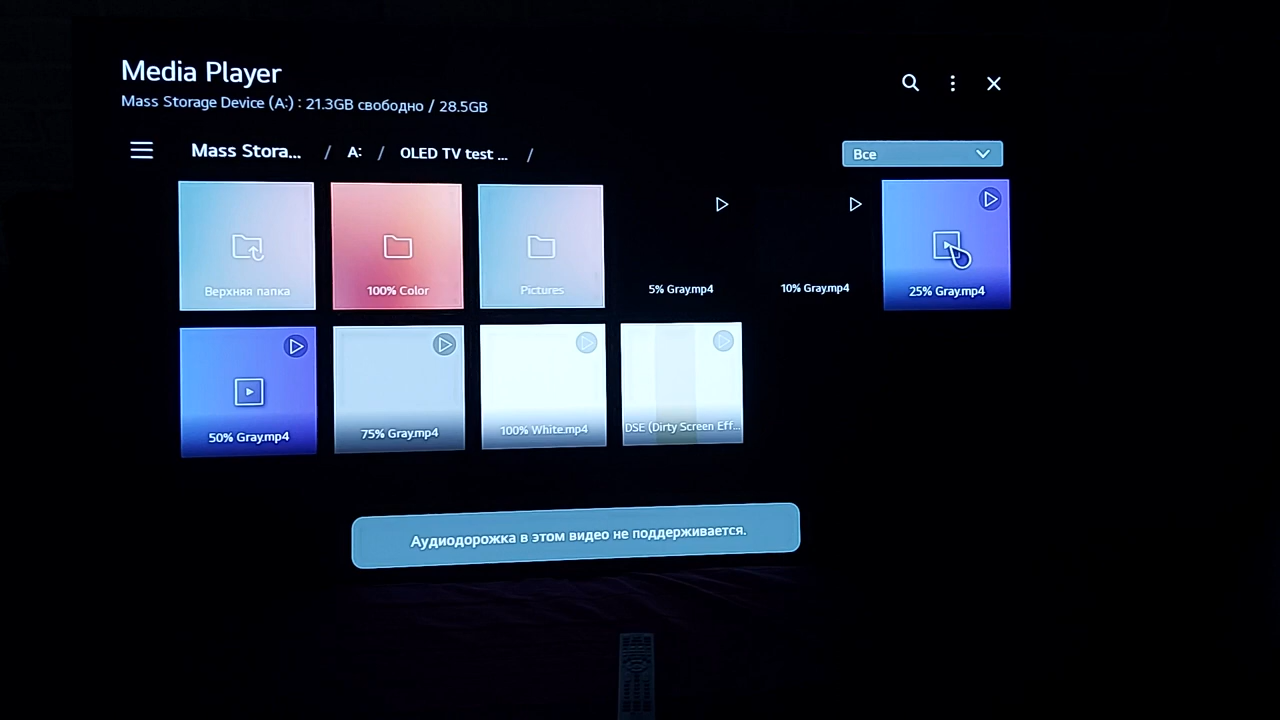 Media Player
Mass Storage Device (A:) : 21.3GB свободно / 28.5GB
Mass Stora... / A: / OLED TV test ... /
Все
Верхняя папка
100% Color
Pictures
5% Gray.mp4
10% Gray.mp4
25% Gray.mp4
50% Gray.mp4
75% Gray.mp4
100% White.mp4
DSE (Dirty Screen Eff...
Аудиодорожка в этом видео не поддерживается.